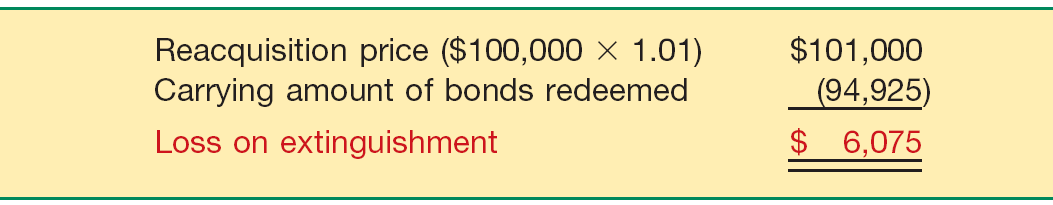 Reacquisition price ($100,000 × 1.01) $101,000
Carrying amount of bonds redeemed (94,925)
Loss on extinguishment $ 6,075